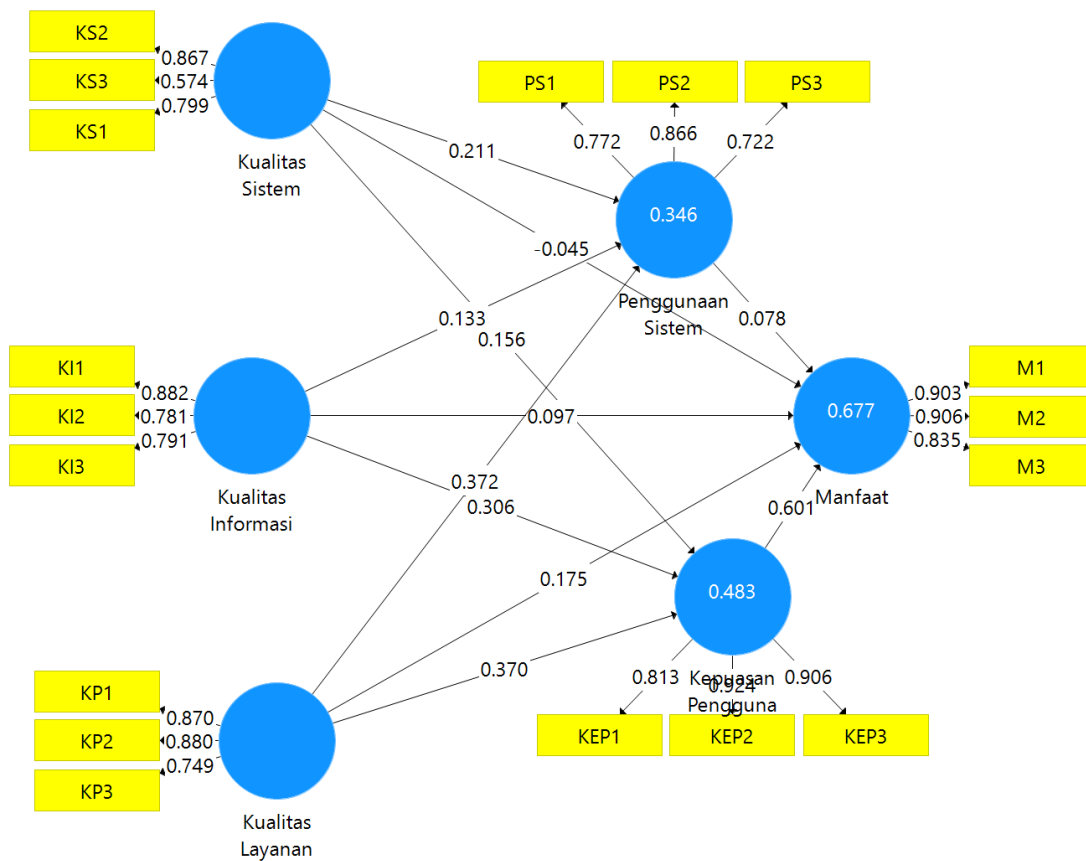 KS2
0.867
KS3
0.574
KS1
0.799
Kualitas
Sistem
PS1
PS2
PS3
0.772
0.866
0.722
0.211
0.346
-0.045
Penggunaan
Sistem
0.133
0.156
0.078
KI1
0.882
KI2
0.781
KI3
0.791
Kualitas
Informasi
0.097
0.677
Manfaat
M1
0.903
M2
0.906
M3
0.835
0.372
0.306
0.601
0.175
0.483
0.370
KP1
0.870
KP2
0.880
KP3
0.749
Kualitas
Layanan
0.813
Kepuasan
0.924
0.906
Pengguna
KEP1
KEP2
KEP3